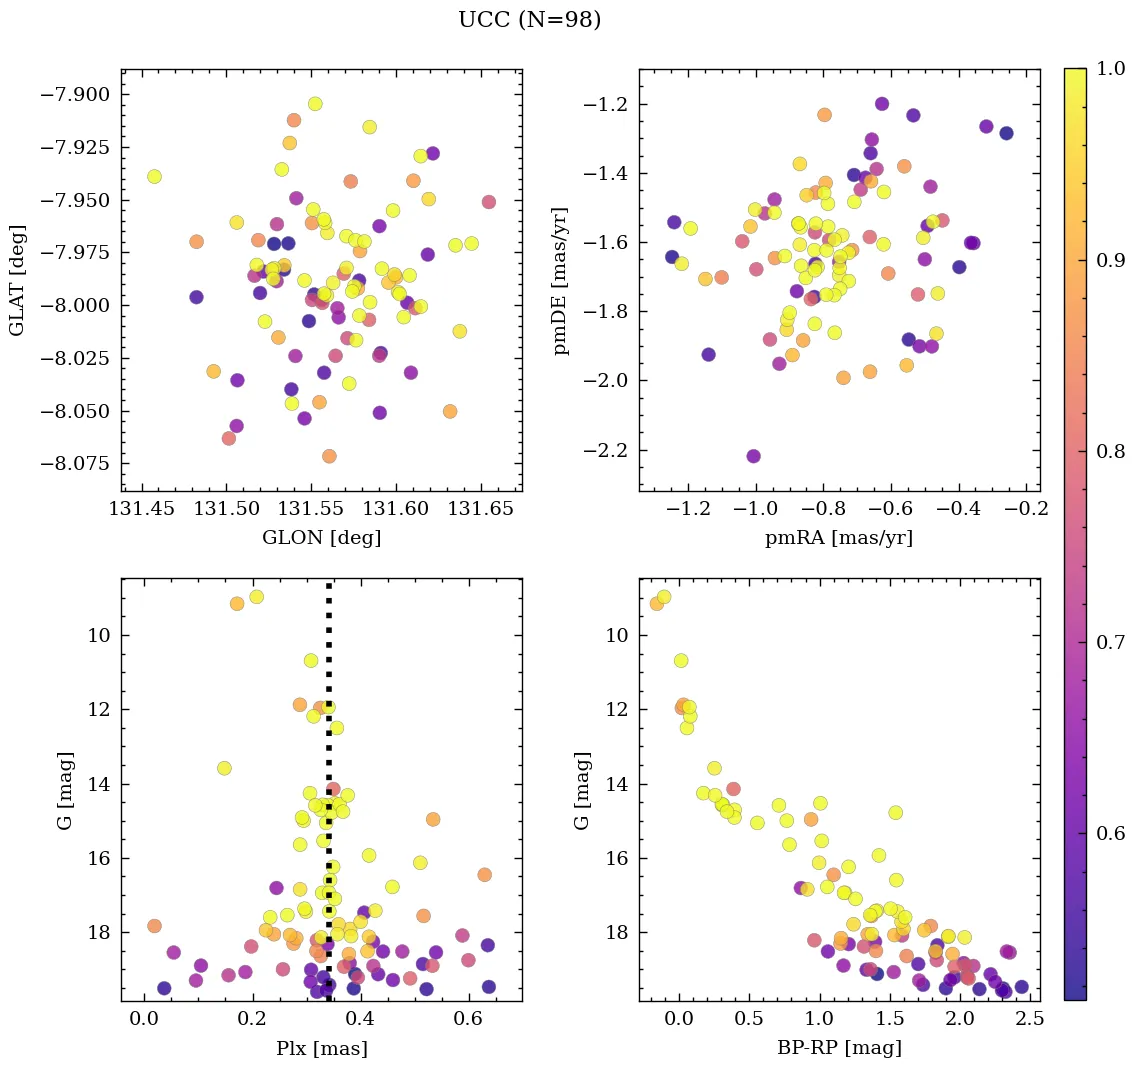 UCC (N=98)
−7.900
−7.925
−7.950
−7.975
−8.000
−8.025
−8.050
−8.075
GLAT [deg]
131.45 131.50 131.55 131.60 131.65
GLON [deg]
−1.2
−1.4
−1.6
−1.8
−2.0
−2.2
pmDE [mas/yr]
−1.2 −1.0 −0.8 −0.6 −0.4 −0.2
pmRA [mas/yr]
10
12
14
16
18
G [mag]
0.0 0.2 0.4 0.6
Plx [mas]
10
12
14
16
18
G [mag]
0.0 0.5 1.0 1.5 2.0 2.5
BP-RP [mag]
1.0
0.9
0.8
0.7
0.6